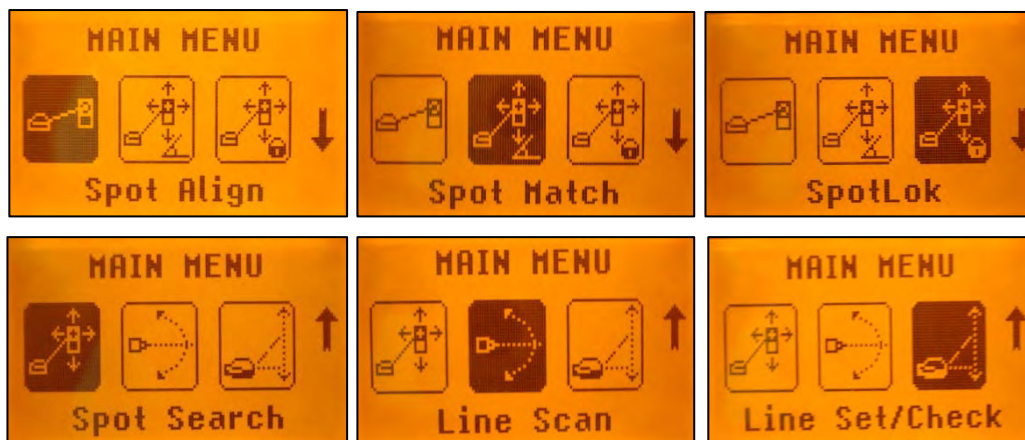 MAIN MENU
Spot Align
MAIN MENU
Spot Match
MAIN MENU
SpotLok
MAIN MENU
Spot Search
MAIN MENU
Line Scan
MAIN MENU
Line Set/Check